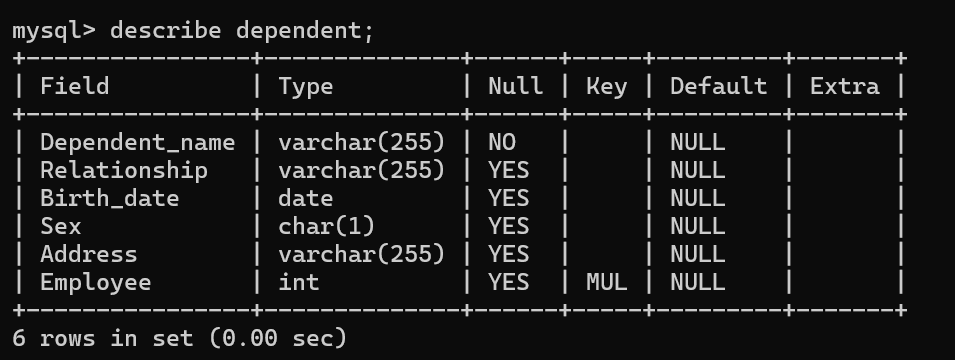 mysql> describe dependent;
+----------------+--------------+------+-----+---------+-------+
| Field          | Type         | Null | Key | Default | Extra |
+----------------+--------------+------+-----+---------+-------+
| Dependent_name | varchar(255) | NO   |     | NULL    |       |
| Relationship   | varchar(255) | YES  |     | NULL    |       |
| Birth_date     | date         | YES  |     | NULL    |       |
| Sex            | char(1)      | YES  |     | NULL    |       |
| Address        | varchar(255) | YES  |     | NULL    |       |
| Employee       | int          | YES  | MUL | NULL    |       |
+----------------+--------------+------+-----+---------+-------+
6 rows in set (0.00 sec)